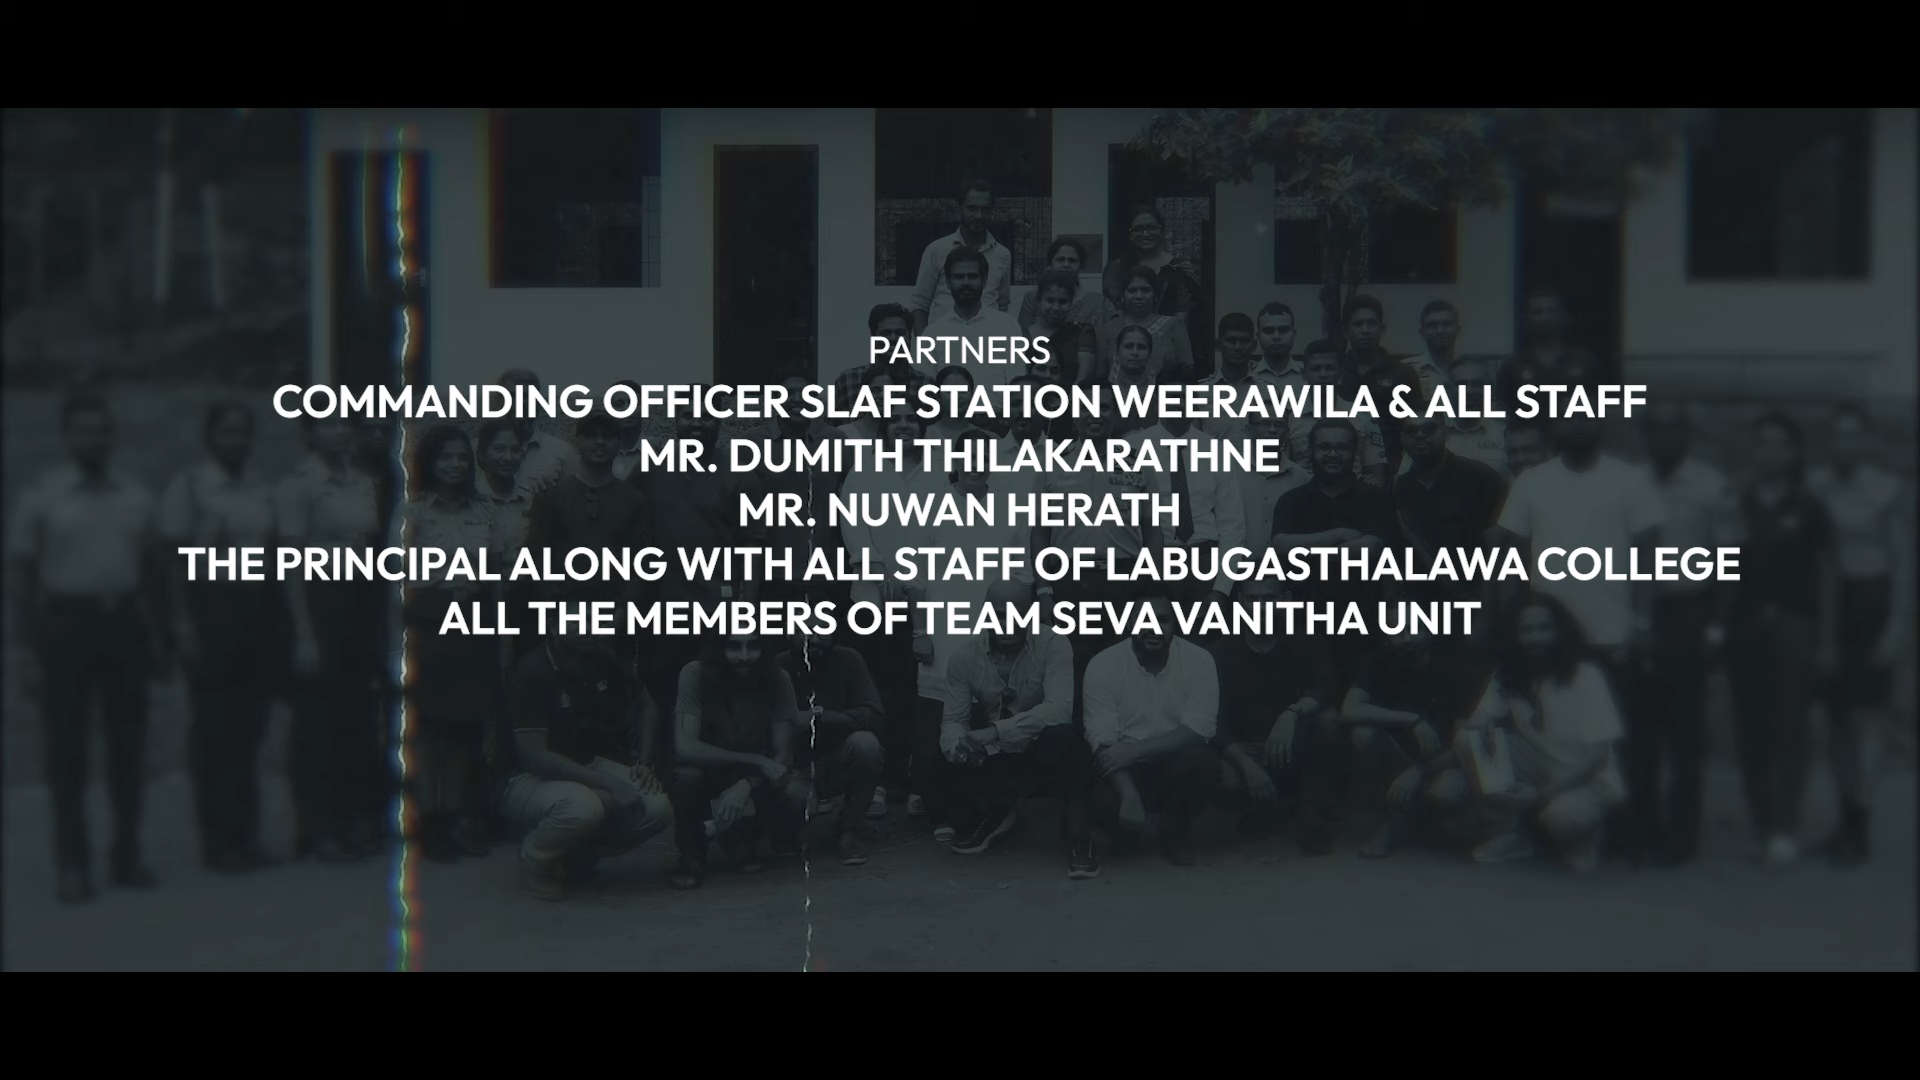 PARTNERS
COMMANDING OFFICER SLAF STATION WEERAWILA & ALL STAFF
MR. DUMITH THILAKARATHNE
MR. NUWAN HERATH
THE PRINCIPAL ALONG WITH ALL STAFF OF LABUGASTHALAWA COLLEGE
ALL THE MEMBERS OF TEAM SEVA VANITHA UNIT